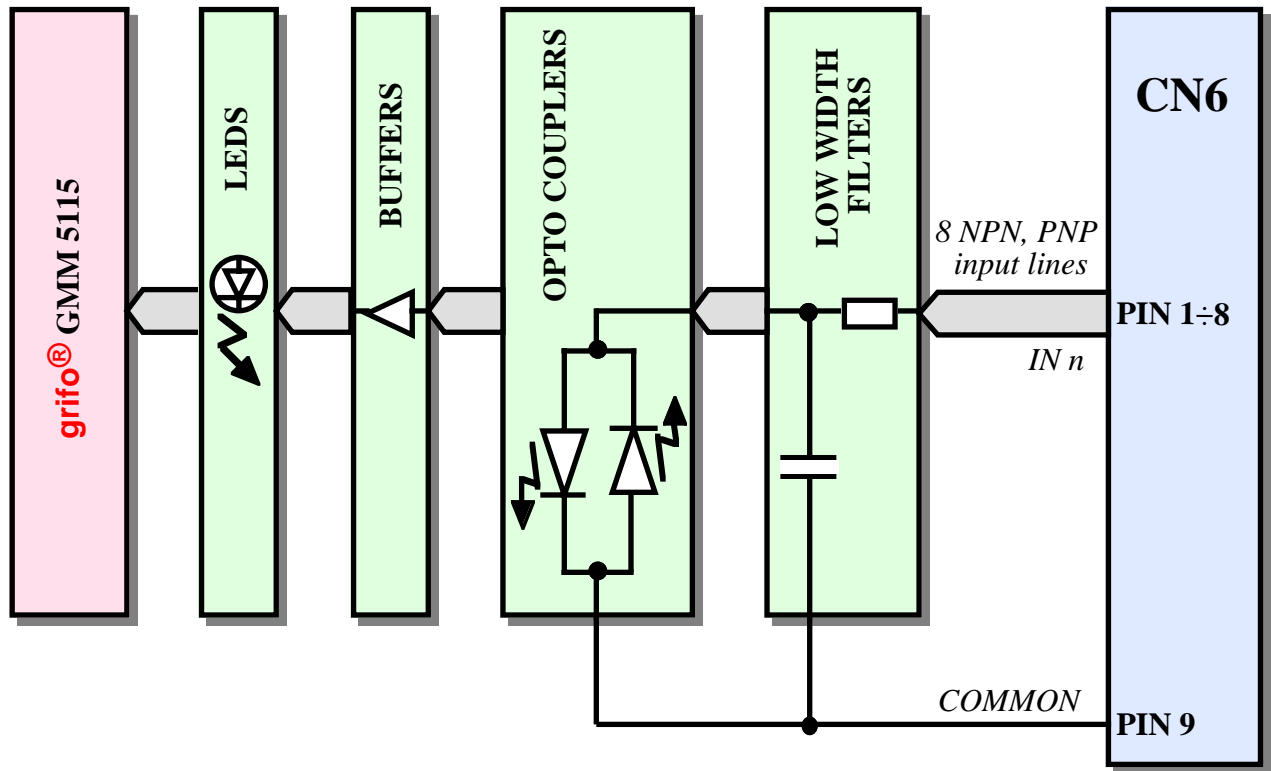 grifo® GMM 5115
LEDS
BUFFERS
OPTO COUPLERS
LOW WIDTH
FILTERS
8 NPN, PNP
input lines
IN n
COMMON
CN6
PIN 1÷8
PIN 9